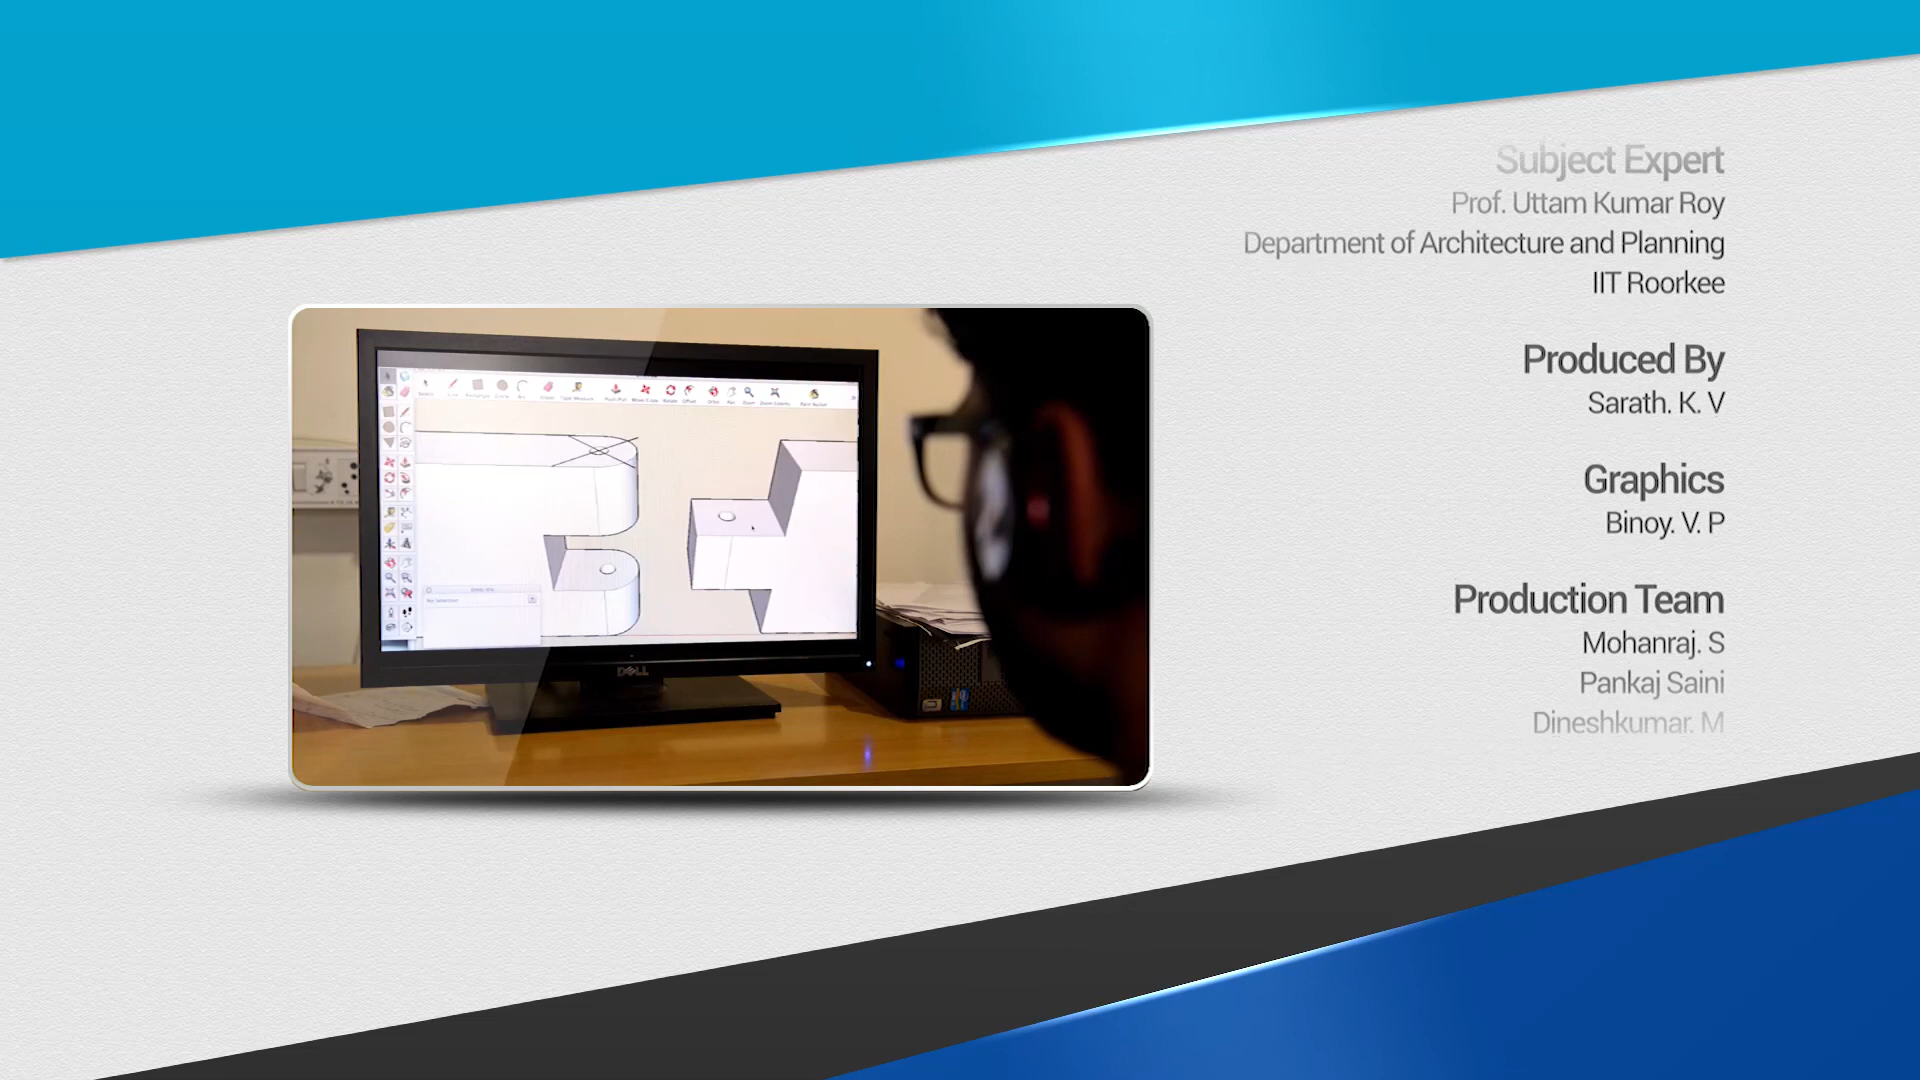 Subject Expert
Prof. Uttam Kumar Roy
Department of Architecture and Planning
IIT Roorkee
Produced By
Sarath. K. V
Graphics
Binoy. V. P
Production Team
Mohanraj. S
Pankaj Saini
Dineshkumar. M
DELL